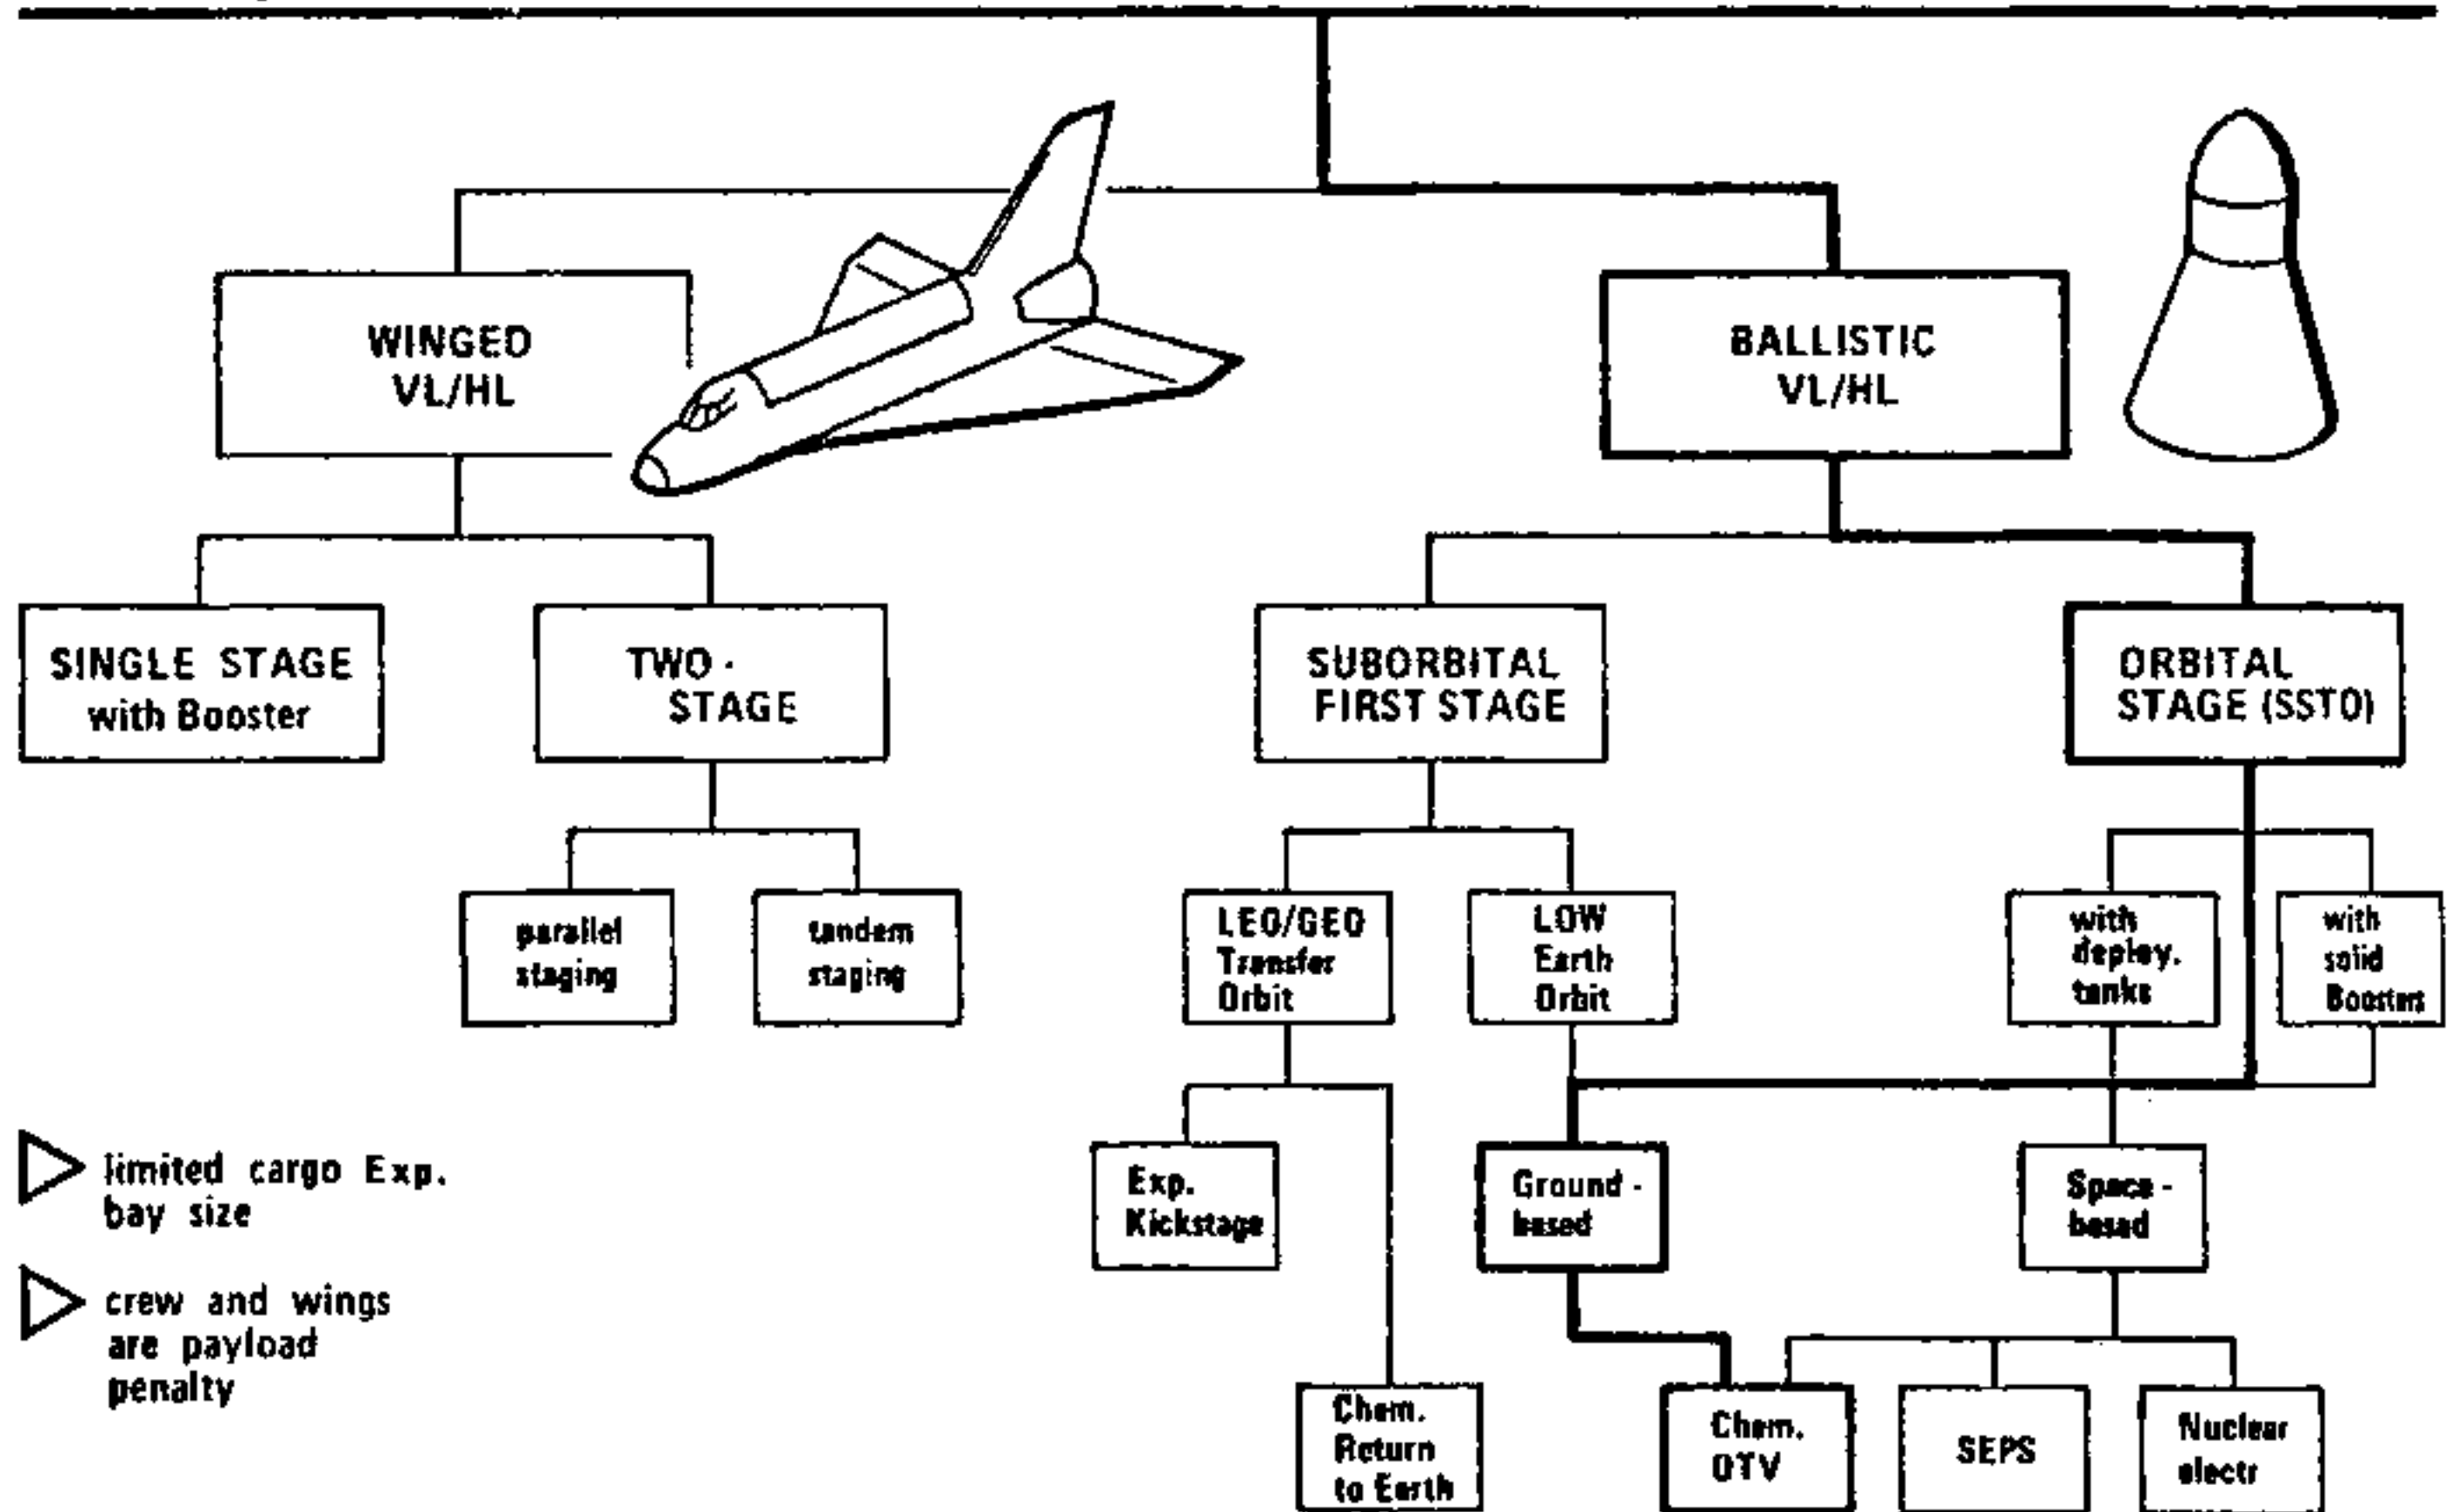 WINGED
VL/HL
BALLISTIC
VL/HL
SINGLE STAGE
with Booster
TWO-
STAGE
SUBORBITAL
FIRST STAGE
ORBITAL
STAGE (SSTO)
parallel
staging
tandem
staging
LEO/GEO
Transfer
Orbit
LOW
Earth
Orbit
with
deploy.
tanks
with
solid
Boosters
limited cargo Exp.
bay size
crew and wings
are payload
penalty
Exp.
Kickstage
Ground-
based
Space-
based
Chem.
Return
to Earth
Chem.
OTV
SEPS
Nuclear
electr